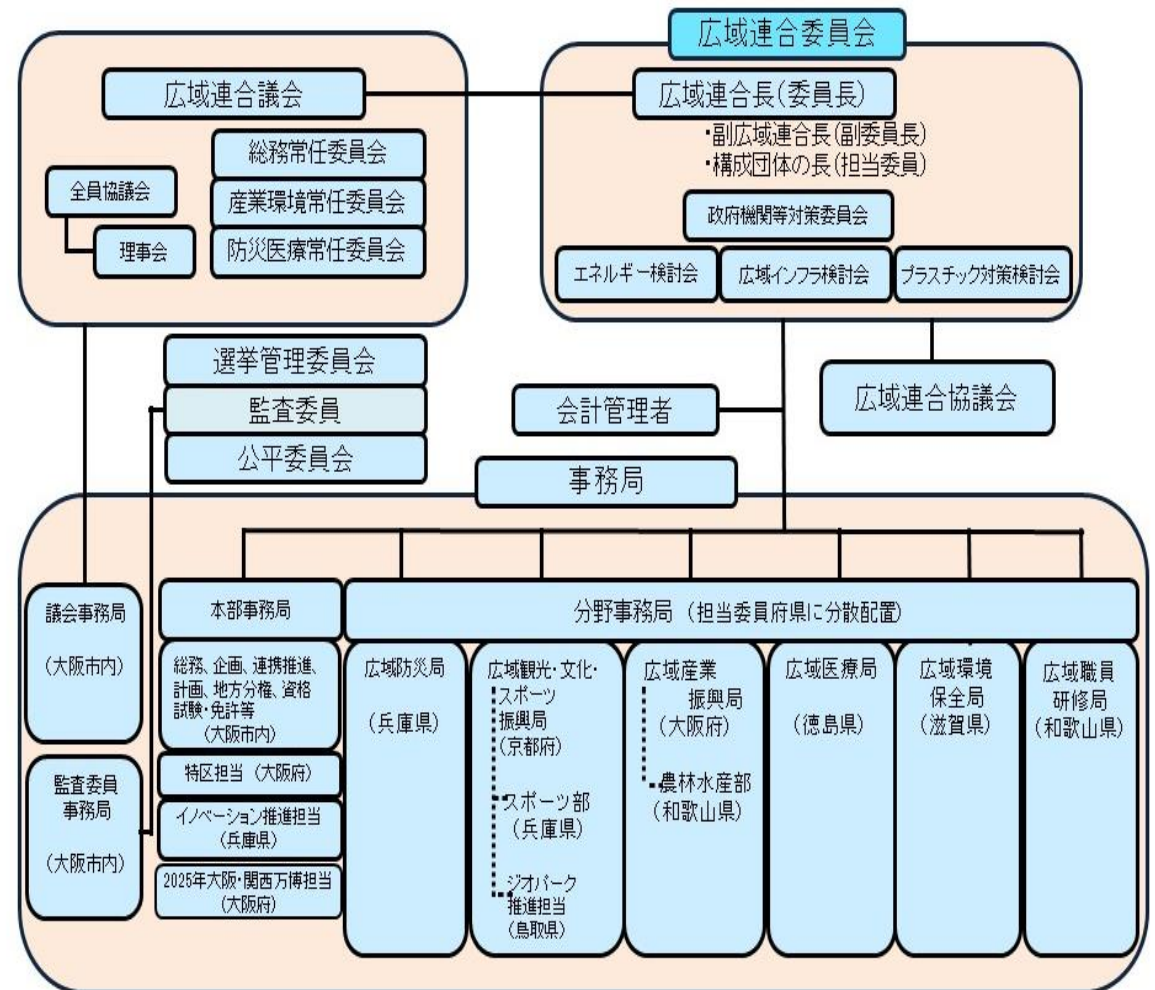 広域連合委員会
広域連合議会
総務常任委員会
産業環境常任委員会
防災医療常任委員会
全員協議会
理事会
広域連合長(委員長)
・副広域連合長(副委員長)
・構成団体の長(担当委員)
政府機関等対策委員会
エネルギー検討会
広域インフラ検討会
プラスチック対策検討会
選挙管理委員会
監査委員
公平委員会
会計管理者
広域連合協議会
事務局
議会事務局
(大阪市内)
監査委員
事務局
(大阪市内)
本部事務局
総務、企画、連携推進、
計画、地方分権、資格
試験・免許等
(大阪市内)
特区担当 (大阪府)
イノベーション推進担当
(兵庫県)
2025年大阪・関西万博担当
(大阪府)
分野事務局 (担当委員府県に分散配置)
広域防災局
(兵庫県)
広域観光・文化・
スポーツ
振興局
(京都府)
スポーツ部
(兵庫県)
ジオパーク
推進担当
(鳥取県)
広域産業
振興局
(大阪府)
農林水産部
(和歌山県)
広域医療局
(徳島県)
広域環境
保全局
(滋賀県)
広域職員
研修局
(和歌山県)